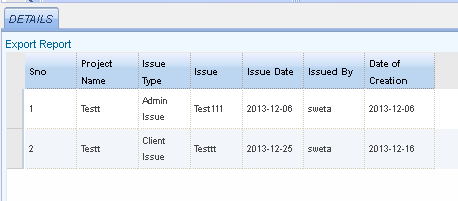 DETAILS
Export Report
Sno Project Name Issue Type Issue Issue Date Issued By Date of Creation
1 Testt Admin Issue Test111 2013-12-06 sweta 2013-12-06
2 Testt Client Issue Testtt 2013-12-25 sweta 2013-12-16